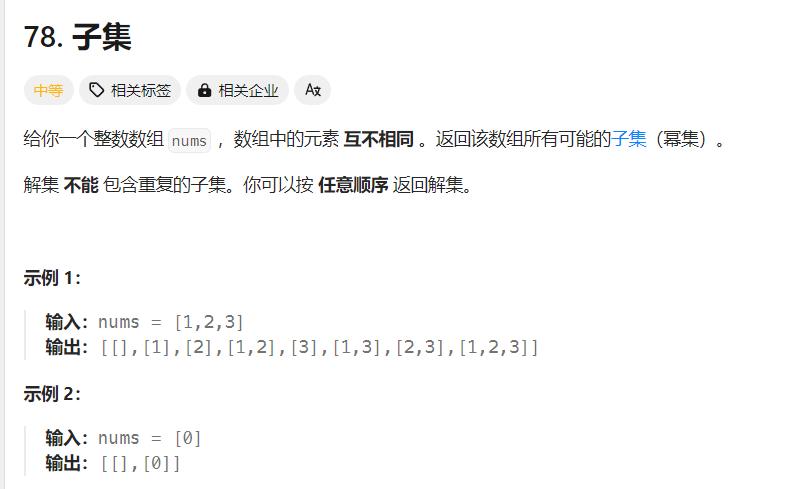 78. 子集
中等 相关标签 相关企业 Aあ
给你一个整数数组 nums ，数组中的元素 互不相同 。返回该数组所有可能的子集（幂集）。
解集 不能 包含重复的子集。你可以按 任意顺序 返回解集。
示例 1：
输入：nums = [1,2,3]
输出：[[],[1],[2],[1,2],[3],[1,3],[2,3],[1,2,3]]
示例 2：
输入：nums = [0]
输出：[[],[0]]